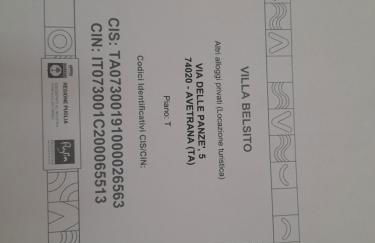 VILLA BELSITO
Altri alloggi privati (Locazione turistica)
VIA DELLE PANZE', 5
74020 - AVETRANA (TA)
Piano: T
Codici Identificativi CIS/CIN:
CIS: TA07300191000026563
CIN: IT073001C200065513
REGIONE PUGLIA